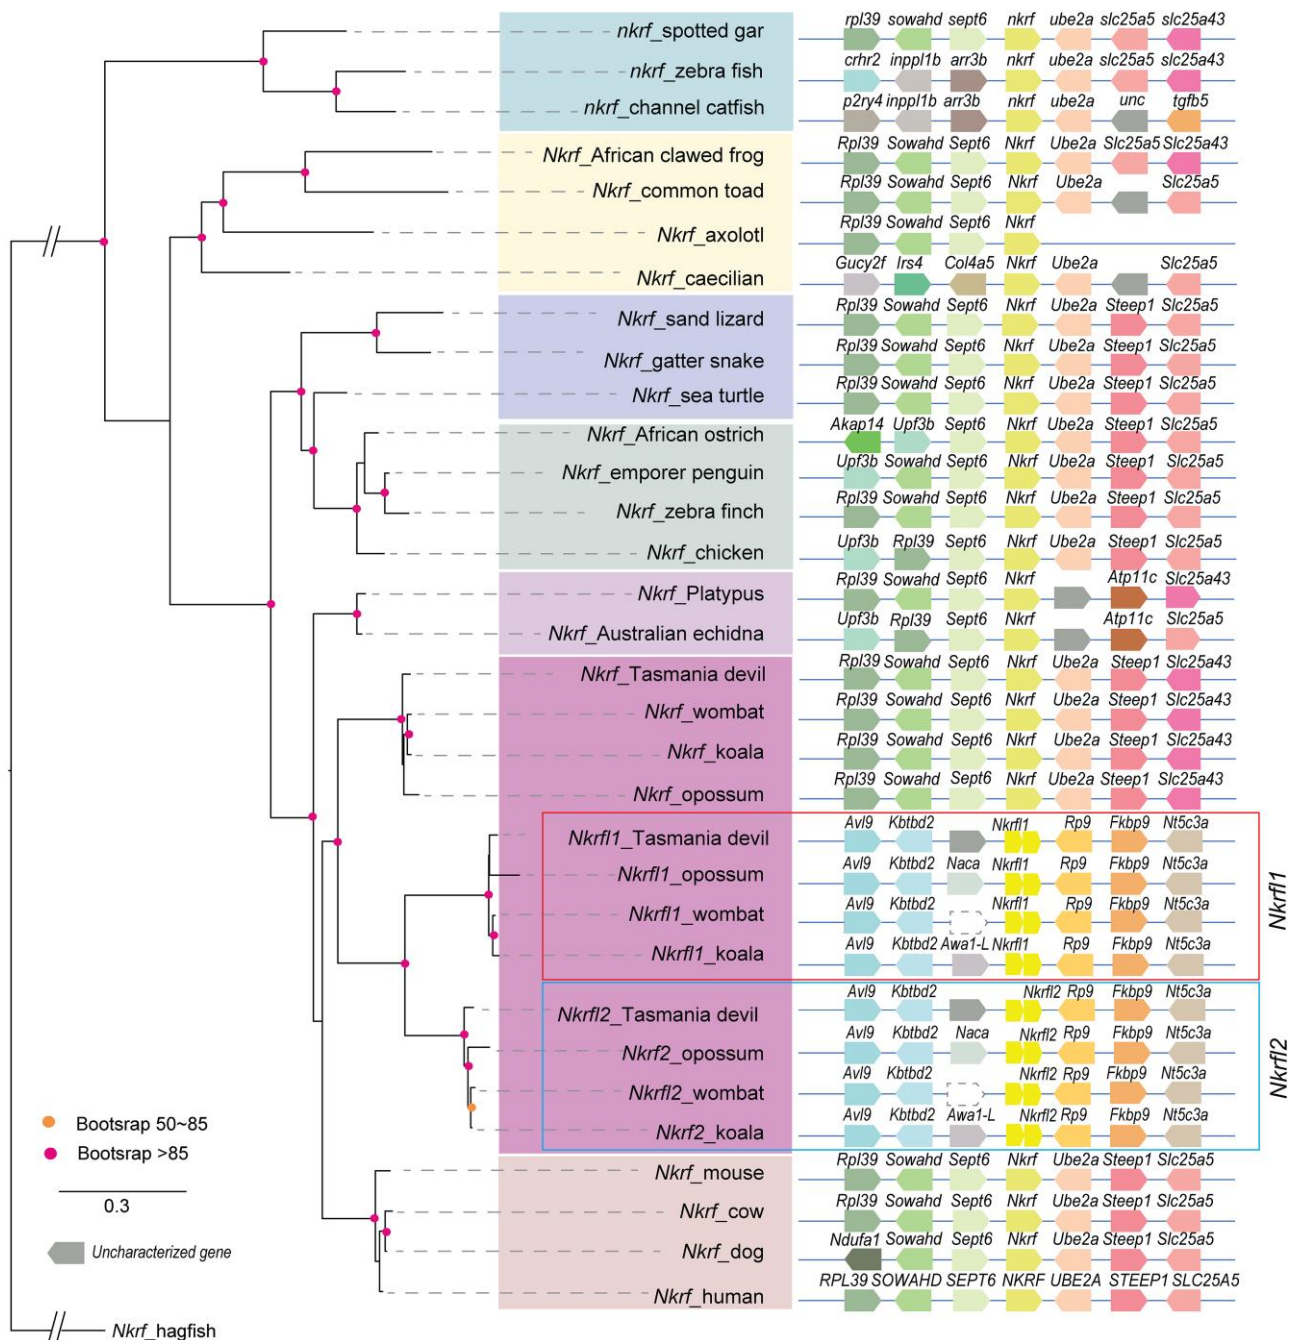 rpl39 sowahd sept6 nkrf ube2a slc25a5 slc25a43
nkrf_spotted gar
crhr2 inppl1b arr3b nkrf ube2a slc25a5 slc25a43
nkrf_zebra fish
p2ry4 inppl1b arr3b nkrf ube2a unc tgfb5
nkrf_channel catfish
Rpl39 Sowahd Sept6 Nkrf Ube2a Slc25a5 Slc25a43
Nkrf_African clawed frog
Rpl39 Sowahd Sept6 Nkrf Ube2a Slc25a5
Nkrf_common toad
Rpl39 Sowahd Sept6 Nkrf
Nkrf_axolotl
Gucy2f Irs4 Col4a5 Nkrf Ube2a Slc25a5
Nkrf_caecilian
Rpl39 Sowahd Sept6 Nkrf Ube2a Steep1 Slc25a5
Nkrf_sand lizard
Rpl39 Sowahd Sept6 Nkrf Ube2a Steep1 Slc25a5
Nkrf_gatter snake
Rpl39 Sowahd Sept6 Nkrf Ube2a Steep1 Slc25a5
Nkrf_sea turtle
Akap14 Upf3b Sept6 Nkrf Ube2a Steep1 Slc25a5
Nkrf_African ostrich
Upf3b Sowahd Sept6 Nkrf Ube2a Steep1 Slc25a5
Nkrf_emporer penguin
Rpl39 Sowahd Sept6 Nkrf Ube2a Steep1 Slc25a5
Nkrf_zebra finch
Upf3b Rpl39 Sept6 Nkrf Ube2a Steep1 Slc25a5
Nkrf_chicken
Rpl39 Sowahd Sept6 Nkrf Atp11c Slc25a43
Nkrf_Platypus
Upf3b Rpl39 Sept6 Nkrf Atp11c Slc25a5
Nkrf_Australian echidna
Rpl39 Sowahd Sept6 Nkrf Ube2a Steep1 Slc25a43
Nkrf_Tasmania devil
Rpl39 Sowahd Sept6 Nkrf Ube2a Steep1 Slc25a43
Nkrf_wombat
Rpl39 Sowahd Sept6 Nkrf Ube2a Steep1 Slc25a43
Nkrf_koala
Rpl39 Sowahd Sept6 Nkrf Ube2a Steep1 Slc25a43
Nkrf_opossum
Avl9 Kbtbd2 Nkrfl1 Rp9 Fkbp9 Nt5c3a
Nkrfl1_Tasmania devil
Avl9 Kbtbd2 Naca Nkrfl1 Rp9 Fkbp9 Nt5c3a
Nkrfl1_opossum
Avl9 Kbtbd2 Nkrfl1 Rp9 Fkbp9 Nt5c3a
Nkrfl1_wombat
Avl9 Kbtbd2 Awa1-L Nkrfl1 Rp9 Fkbp9 Nt5c3a
Nkrfl1_koala
Nkrfl1
Avl9 Kbtbd2 Nkrfl2 Rp9 Fkbp9 Nt5c3a
Nkrfl2_Tasmania devil
Avl9 Kbtbd2 Naca Nkrfl2 Rp9 Fkbp9 Nt5c3a
Nkrf2_opossum
Avl9 Kbtbd2 Nkrfl2 Rp9 Fkbp9 Nt5c3a
Nkrfl2_wombat
Avl9 Kbtbd2 Awa1-L Nkrfl2 Rp9 Fkbp9 Nt5c3a
Nkrf2_koala
Nkrfl2
Rpl39 Sowahd Sept6 Nkrf Ube2a Steep1 Slc25a5
Nkrf_mouse
Rpl39 Sowahd Sept6 Nkrf Ube2a Steep1 Slc25a5
Nkrf_cow
Ndufa1 Sowahd Sept6 Nkrf Ube2a Steep1 Slc25a5
Nkrf_dog
RPL39 SOWAHD SEPT6 NKRF UBE2A STEEP1 SLC25A5
Nkrf_human
Nkrf_hagfish
Bootsrap 50~85
Bootsrap >85
0.3
Uncharacterized gene